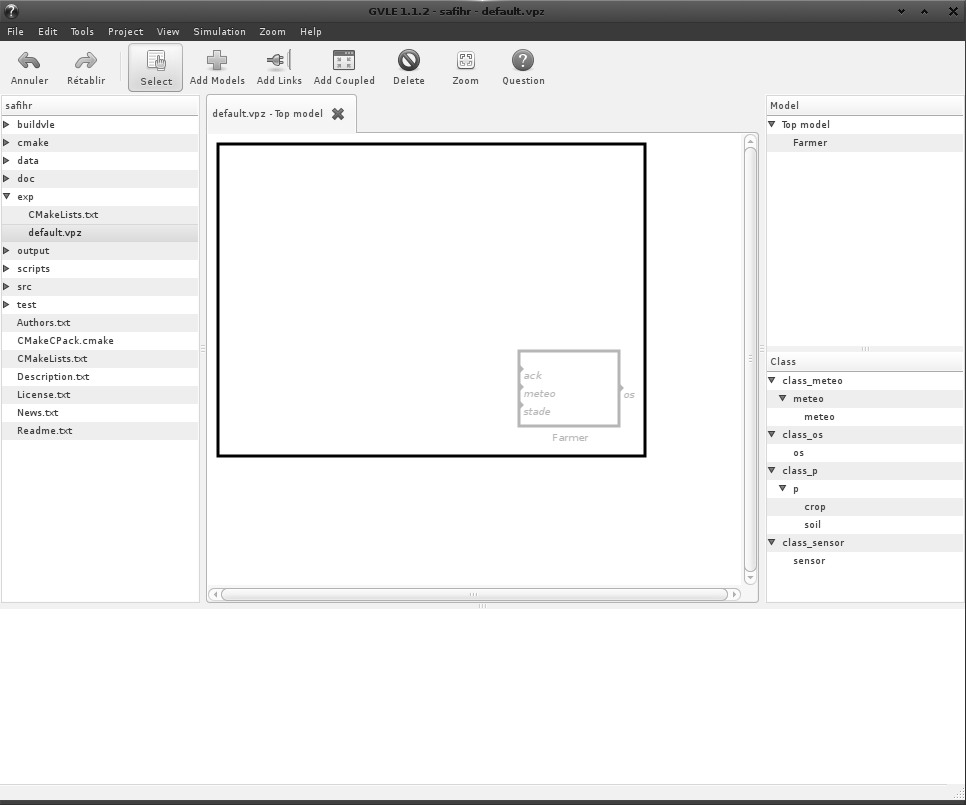 GVLE 1.1.2 - safihr - default.vpz
File Edit Tools Project View Simulation Zoom Help
Annuler Rétablir Select Add Models Add Links Add Coupled Delete Zoom Question
safihr
buildvle
cmake
data
doc
exp
CMakeLists.txt
default.vpz
output
scripts
src
test
Authors.txt
CMakeCPack.cmake
CMakeLists.txt
Description.txt
License.txt
News.txt
Readme.txt
default.vpz - Top model
ack
meteo
stade
os
Farmer
Model
Top model
Farmer
Class
class_meteo
meteo
meteo
class_os
os
class_p
p
crop
soil
class_sensor
sensor